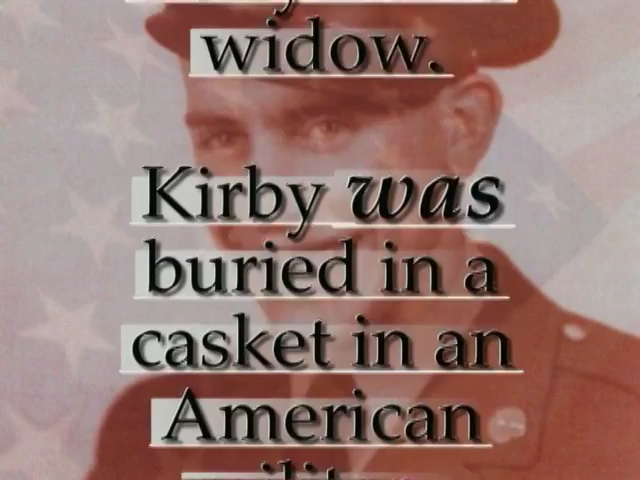 widow.
Kirby was
buried in a
casket in an
American